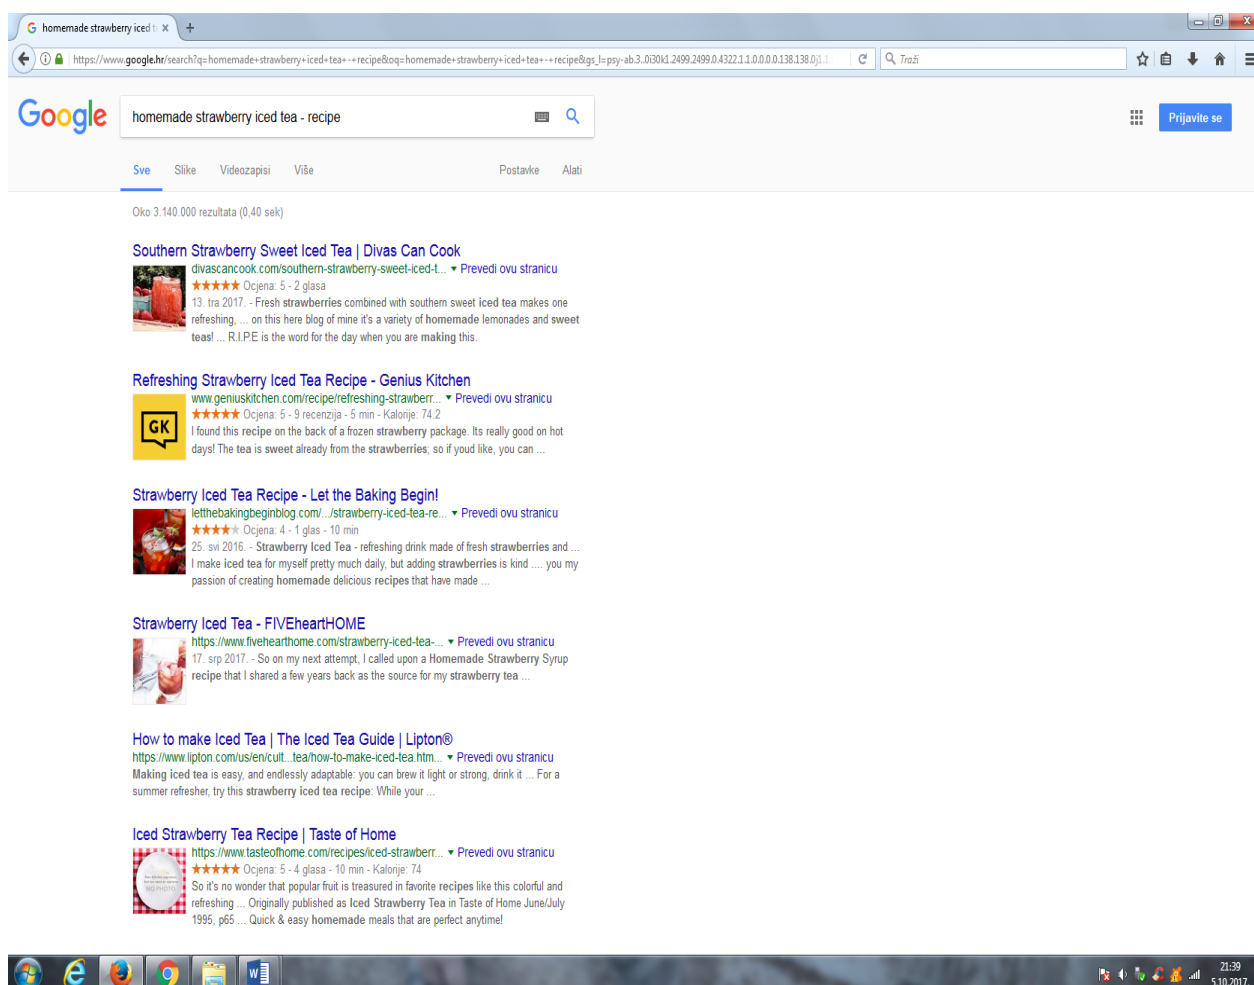 homemade strawberry iced t
https://www.google.hr/search?q=homemade+strawberry+iced+tea+-+recipe&oq=homemade+strawberry+iced+tea+-+recipe&gs_l=psy-ab.3..0i30k1.2499.2499.0.4322.1.1.0.0.0.0.138.138.0j1.1
Traži
Google
homemade strawberry iced tea - recipe
Prijavite se
Sve Slike Videozapisi Više Postavke Alati
Oko 3.140.000 rezultata (0,40 sek)
Southern Strawberry Sweet Iced Tea | Divas Can Cook
divascancook.com/southern-strawberry-sweet-iced-t... ▼ Prevedi ovu stranicu
★★★★★ Ocjena: 5 - 2 glasa
13. tra 2017. - Fresh strawberries combined with southern sweet iced tea makes one
refreshing, ... on this here blog of mine it's a variety of homemade lemonades and sweet
teas! ... R.I.P.E is the word for the day when you are making this.
Refreshing Strawberry Iced Tea Recipe - Genius Kitchen
www.geniuskitchen.com/recipe/refreshing-strawberr... ▼ Prevedi ovu stranicu
GK
★★★★★ Ocjena: 5 - 9 recenzija - 5 min - Kalorije: 74.2
I found this recipe on the back of a frozen strawberry package. Its really good on hot
days! The tea is sweet already from the strawberries; so if youd like, you can ...
Strawberry Iced Tea Recipe - Let the Baking Begin!
letthebakingbeginblog.com/.../strawberry-iced-tea-re... ▼ Prevedi ovu stranicu
★★★★★ Ocjena: 4 - 1 glas - 10 min
25. svi 2016. - Strawberry Iced Tea - refreshing drink made of fresh strawberries and ...
I make iced tea for myself pretty much daily, but adding strawberries is kind .... you my
passion of creating homemade delicious recipes that have made ...
Strawberry Iced Tea - FIVEheartHOME
https://www.fivehearthome.com/strawberry-iced-tea-... ▼ Prevedi ovu stranicu
17. srp 2017. - So on my next attempt, I called upon a Homemade Strawberry Syrup
recipe that I shared a few years back as the source for my strawberry tea ...
How to make Iced Tea | The Iced Tea Guide | Lipton®
https://www.lipton.com/us/en/cult...tea/how-to-make-iced-tea.htm... ▼ Prevedi ovu stranicu
Making iced tea is easy, and endlessly adaptable: you can brew it light or strong, drink it ... For a
summer refresher, try this strawberry iced tea recipe: While your ...
Iced Strawberry Tea Recipe | Taste of Home
https://www.tasteofhome.com/recipes/iced-strawberr... ▼ Prevedi ovu stranicu
NO PHOTO
★★★★★ Ocjena: 5 - 4 glasa - 10 min - Kalorije: 74
So it's no wonder that popular fruit is treasured in favorite recipes like this colorful and
refreshing ... Originally published as Iced Strawberry Tea in Taste of Home June/July
1995, p65 ... Quick & easy homemade meals that are perfect anytime!
21:39
5.10.2017